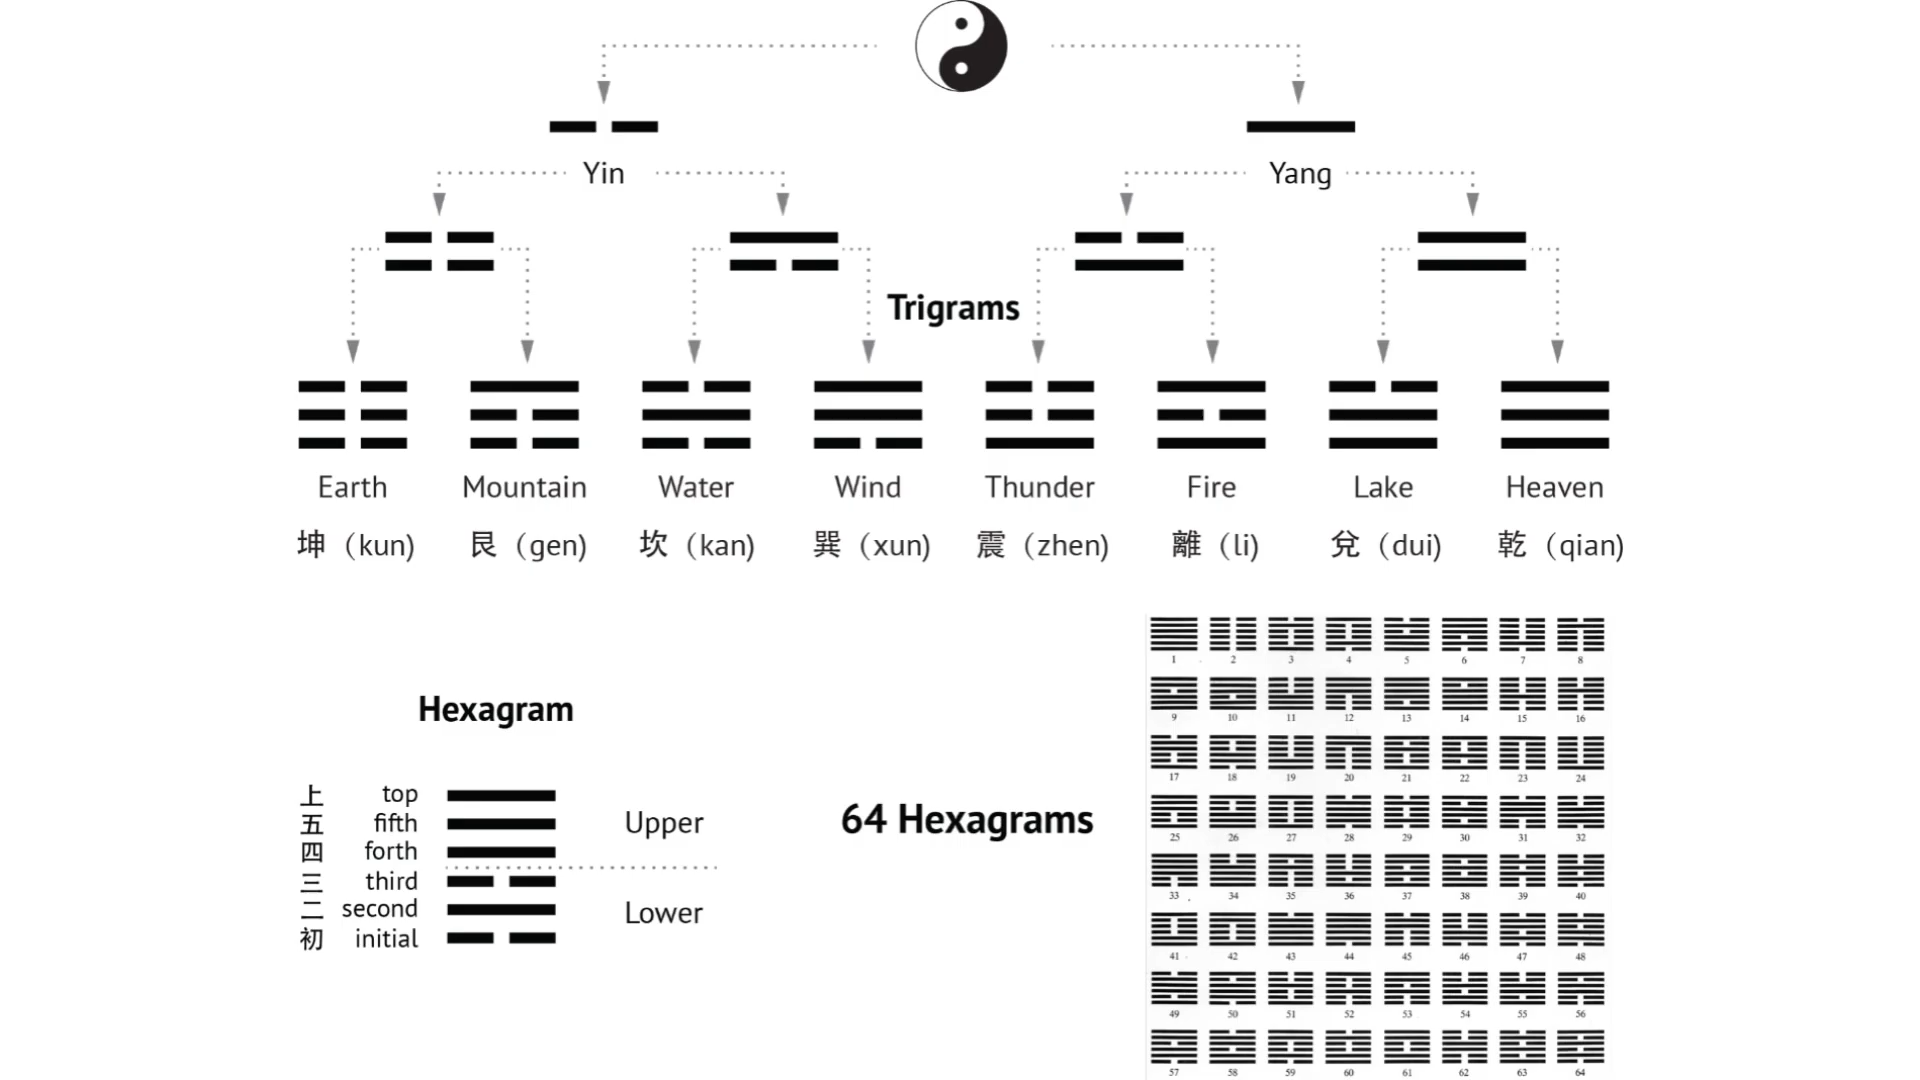 Yin
Yang
Trigrams
Earth
Mountain
Water
Wind
Thunder
Fire
Lake
Heaven
坤（kun)
艮（gen)
坎（kan)
巽（xun)
震（zhen)
離（li)
兌（dui)
乾（qian)
Hexagram
上 top
五 fifth
四 forth
三 third
二 second
初 initial
Upper
Lower
64 Hexagrams
1 2 3 4 5 6 7 8
9 10 11 12 13 14 15 16
17 18 19 20 21 22 23 24
25 26 27 28 29 30 31 32
33 34 35 36 37 38 39 40
41 42 43 44 45 46 47 48
49 50 51 52 53 54 55 56
57 58 59 60 61 62 63 64